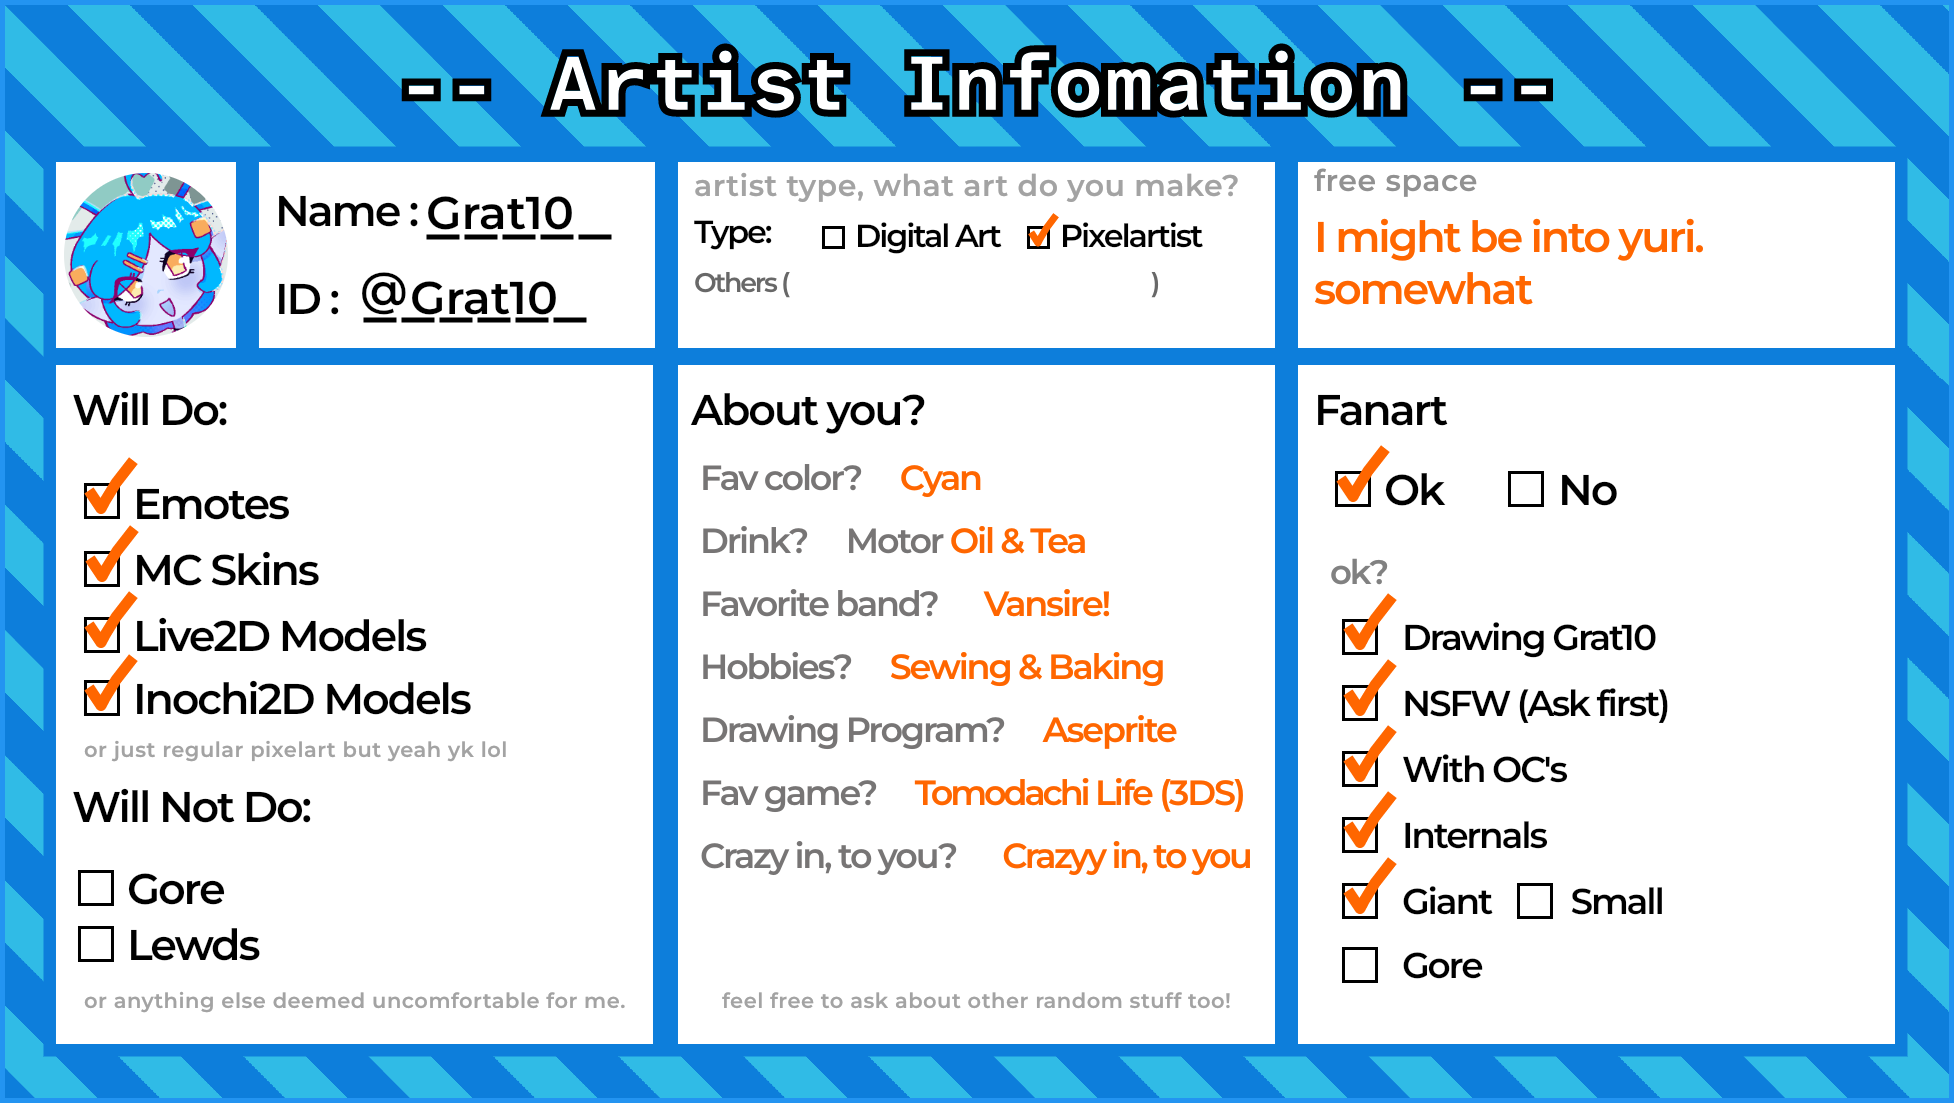 -- Artist Infomation --
Name : Grat10
ID : @Grat10
artist type, what art do you make?
Type: Digital Art Pixelartist
Others ( )
free space
I might be into yuri.
somewhat
Will Do:
Emotes
MC Skins
Live2D Models
Inochi2D Models
or just regular pixelart but yeah yk lol
Will Not Do:
Gore
Lewds
or anything else deemed uncomfortable for me.
About you?
Fav color? Cyan
Drink? Motor Oil & Tea
Favorite band? Vansire!
Hobbies? Sewing & Baking
Drawing Program? Aseprite
Fav game? Tomodachi Life (3DS)
Crazy in, to you? Crazyy in, to you
feel free to ask about other random stuff too!
Fanart
Ok No
ok?
Drawing Grat10
NSFW (Ask first)
With OC's
Internals
Giant Small
Gore